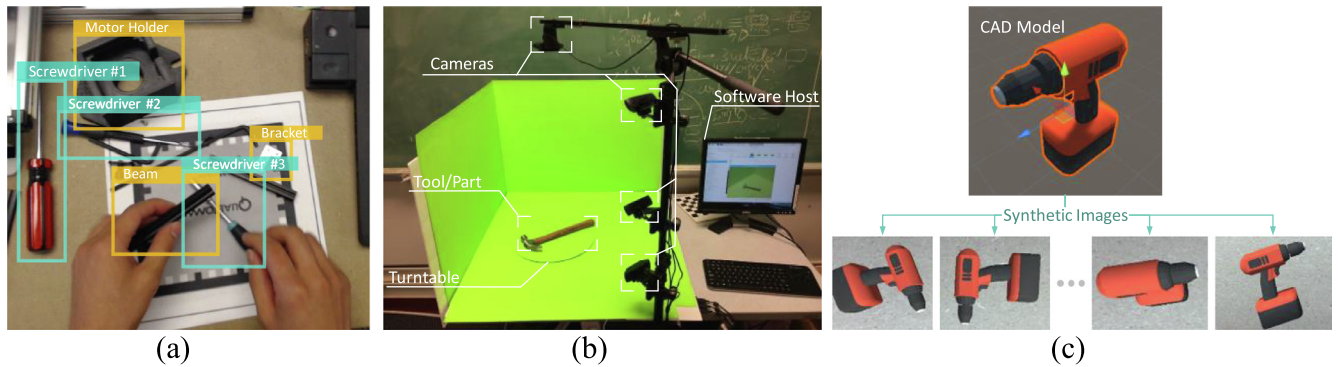 Motor Holder
Screwdriver #1
Screwdriver #2
Bracket
Screwdriver #3
Beam
Cameras
Software Host
Tool/Part
Turntable
CAD Model
Synthetic Images
(a)
(b)
(c)